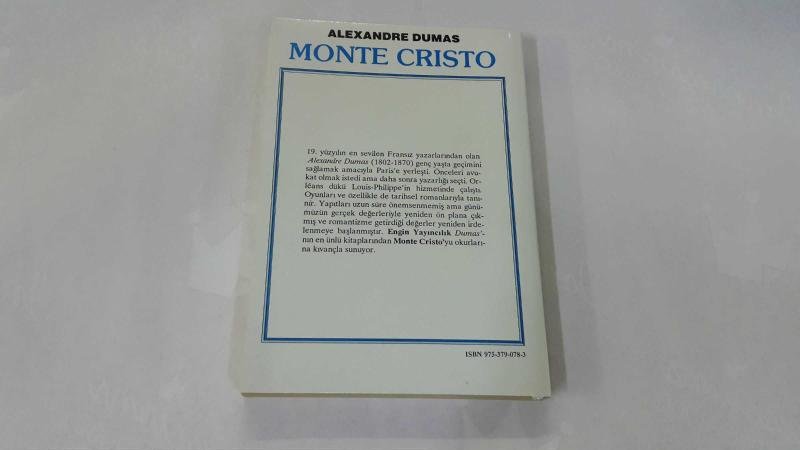 ALEXANDRE DUMAS
MONTE CRISTO
19. yüzyılın en sevilen Fransız yazarlarından olan
Alexandre Dumas (1802-1870) genç yaşta geçimini
sağlamak amacıyla Paris'e yerleşti. Önceleri avu-
kat olmak istedi ama daha sonra yazarlığı seçti. Or-
léans dükü Louis-Philippe'in hizmetinde çalıştı.
Oyunları ve özellikle de tarihsel romanlarıyla tanı-
nır. Yapıtları uzun süre önemsenmemiş ama günü-
müzün gerçek değerleriyle yeniden ön plana çık-
mış ve romantizme getirdiği değerler yeniden irde-
lenmeye başlanmıştır. Engin Yayıncılık Dumas'-
nın en ünlü kitaplarından Monte Cristo'yu okurları-
na kıvançla sunuyor.
ISBN 975-379-078-3